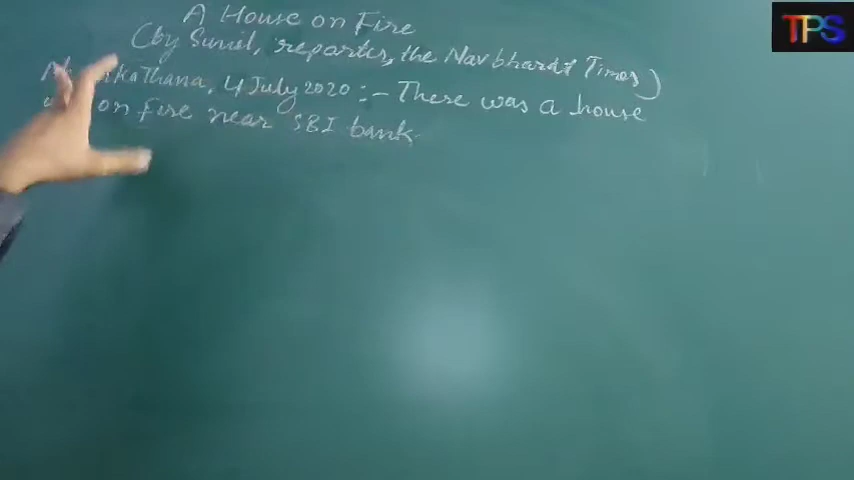 A House on Fire
(by Sunil, reporter, the Navbharat Times)
4 July 2020 :- There was a house
on fire near SBI bank
TPS